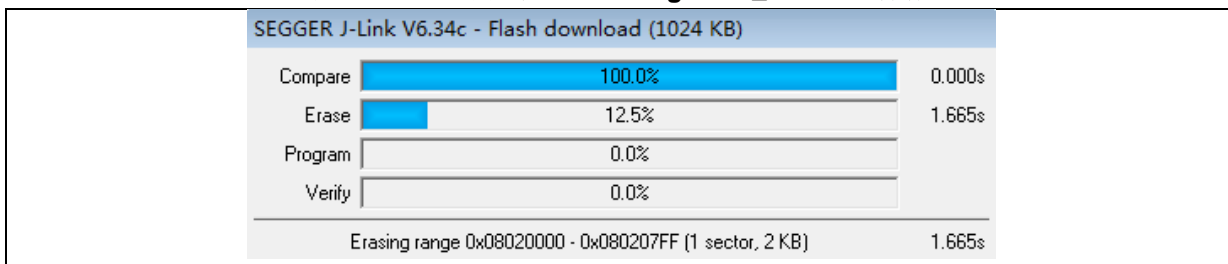 SEGGER J-Link V6.34c - Flash download (1024 KB)
Compare 100.0% 0.000s
Erase 12.5% 1.665s
Program 0.0%
Verify 0.0%
Erasing range 0x08020000 - 0x080207FF (1 sector, 2 KB) 1.665s